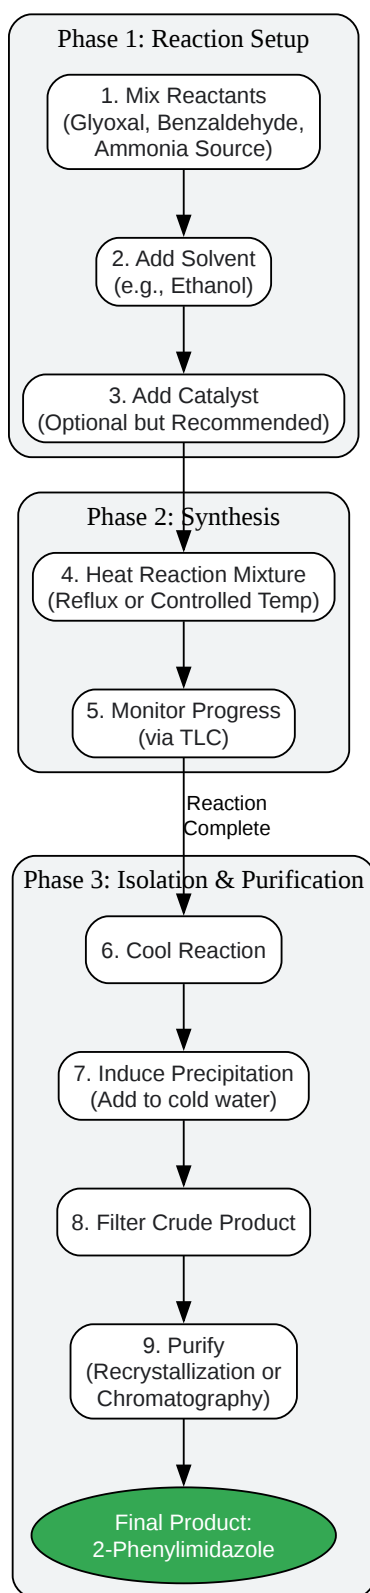 Phase 1: Reaction Setup
1. Mix Reactants
(Glyoxal, Benzaldehyde,
Ammonia Source)
2. Add Solvent
(e.g., Ethanol)
3. Add Catalyst
(Optional but Recommended)
Phase 2: Synthesis
4. Heat Reaction Mixture
(Reflux or Controlled Temp)
5. Monitor Progress
(via TLC)
Reaction
Complete
Phase 3: Isolation & Purification
6. Cool Reaction
7. Induce Precipitation
(Add to cold water)
8. Filter Crude Product
9. Purify
(Recrystallization or
Chromatography)
Final Product:
2-Phenylimidazole